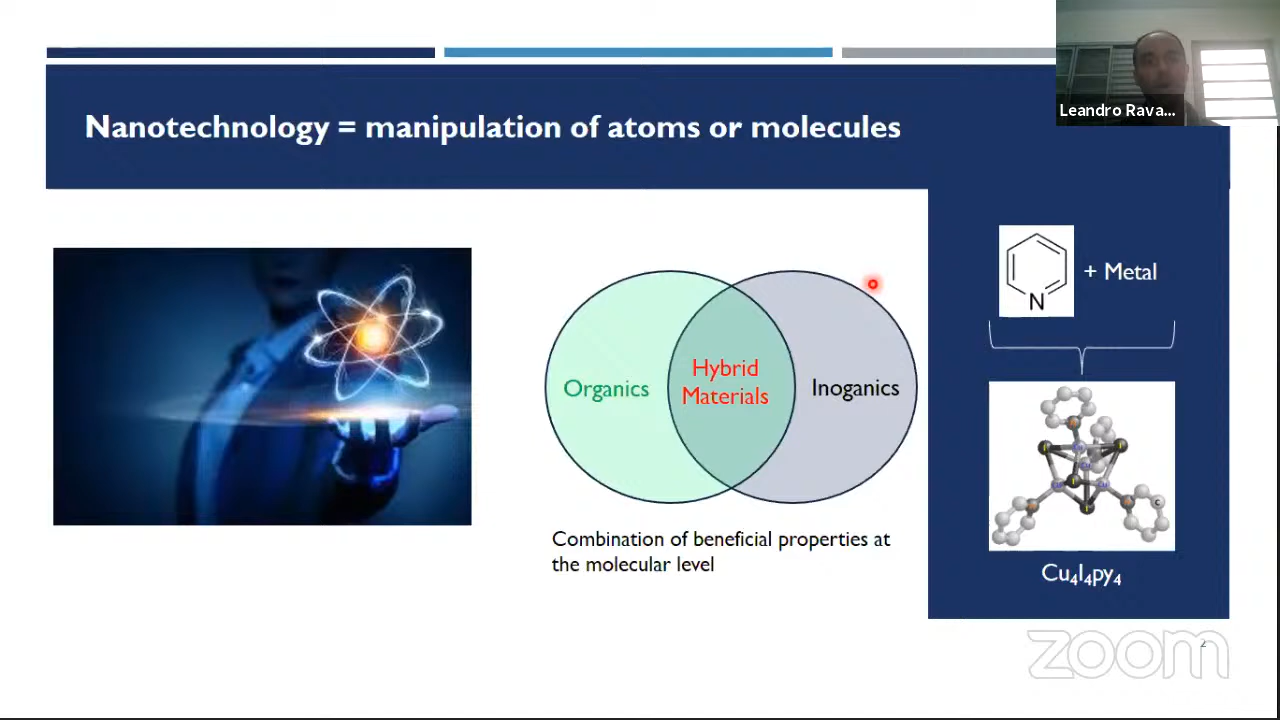 Leandro Rava...
Nanotechnology = manipulation of atoms or molecules
N
+ Metal
Organics
Hybrid
Materials
Inoganics
Combination of beneficial properties at
the molecular level
Cu₄I₄py₄
zoom
2